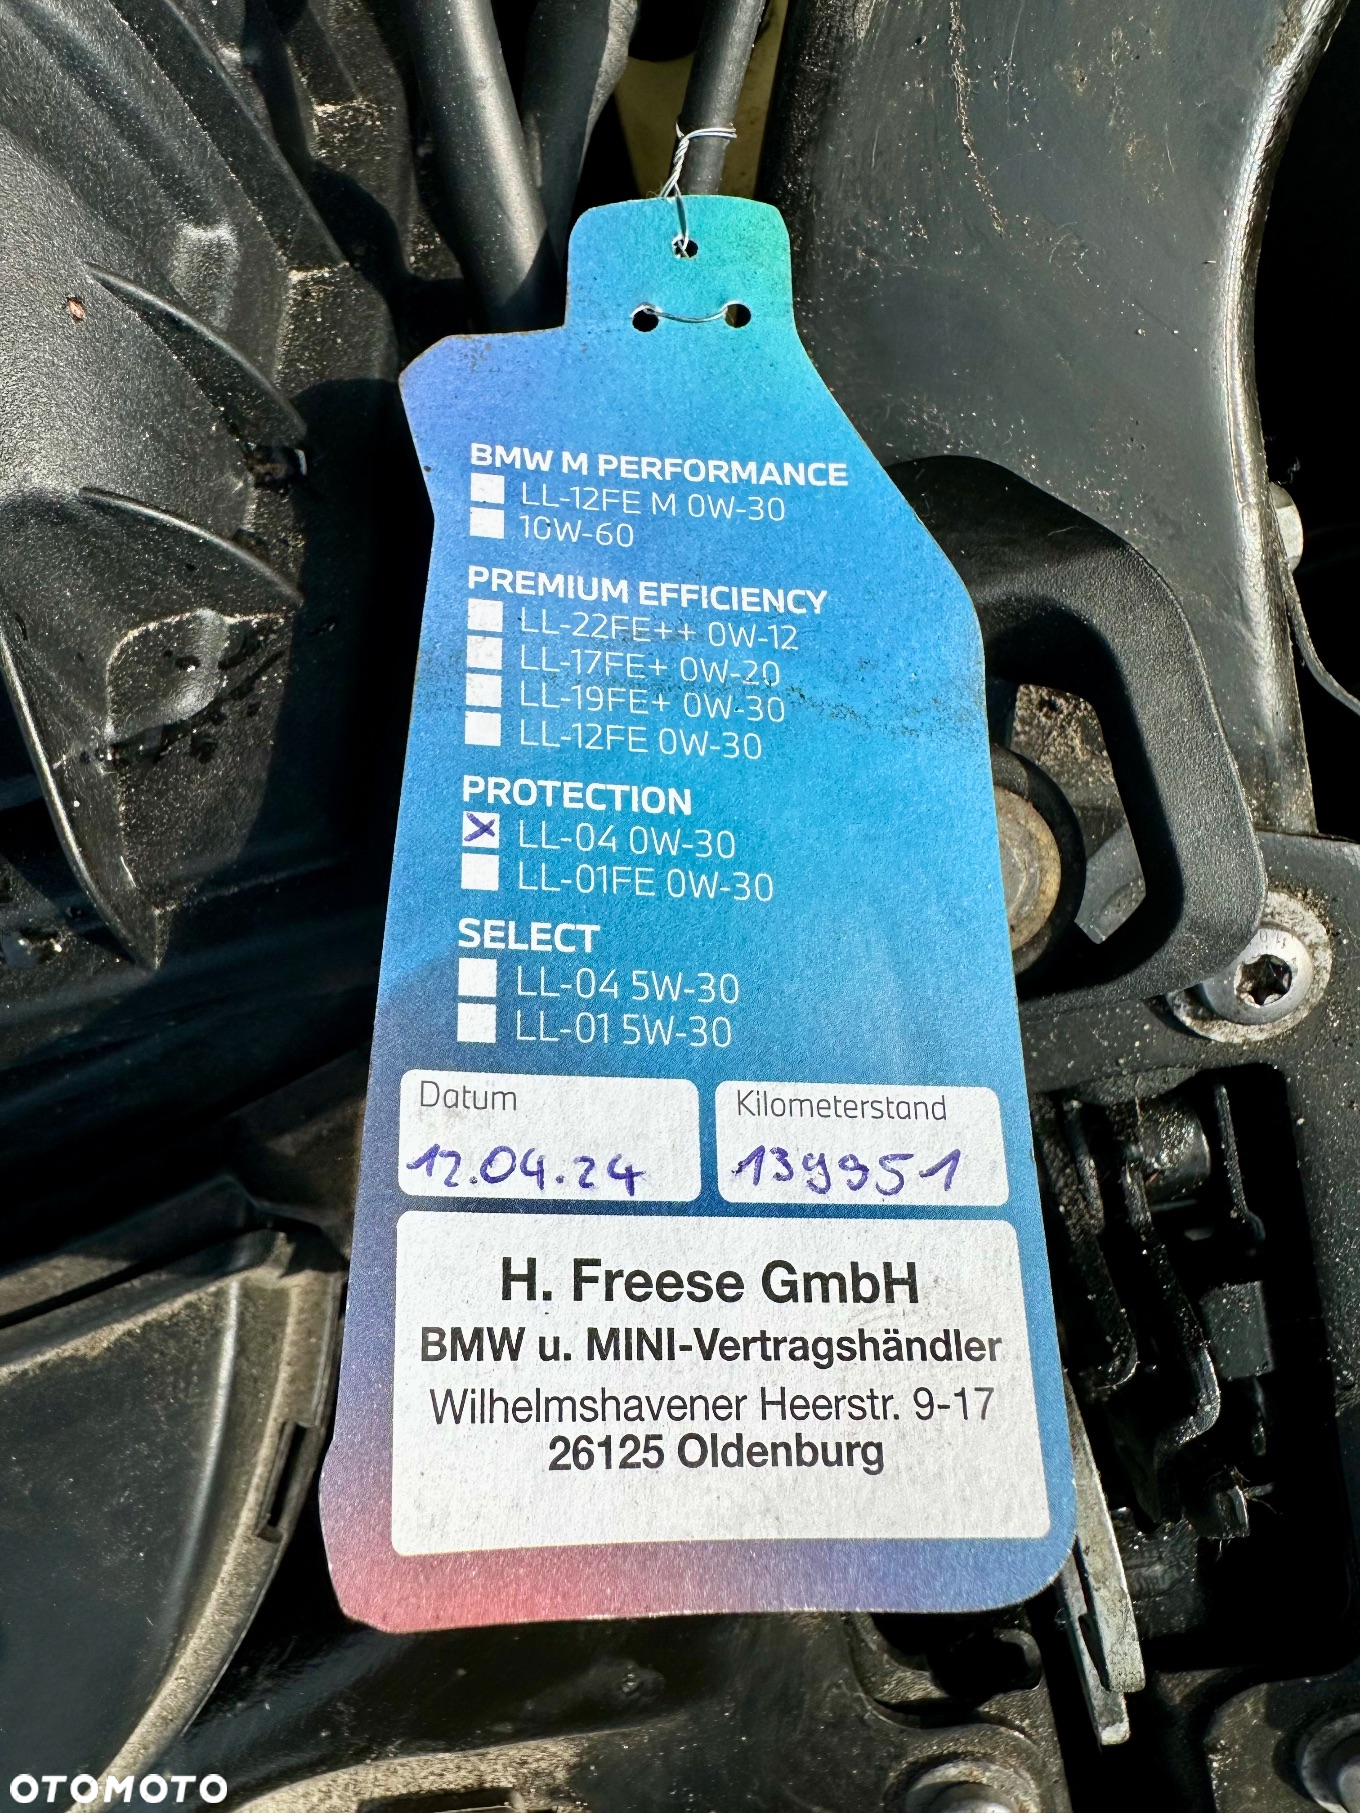 BMW M PERFORMANCE
LL-12FE M 0W-30
10W-60
PREMIUM EFFICIENCY
LL-22FE++ 0W-12
LL-17FE+ 0W-20
LL-19FE+ 0W-30
LL-12FE 0W-30
PROTECTION
X LL-04 0W-30
LL-01FE 0W-30
SELECT
LL-04 5W-30
LL-01 5W-30
Datum
12.04.24
Kilometerstand
139951
H. Freese GmbH
BMW u. MINI-Vertragshändler
Wilhelmshavener Heerstr. 9-17
26125 Oldenburg
OTOMOTO